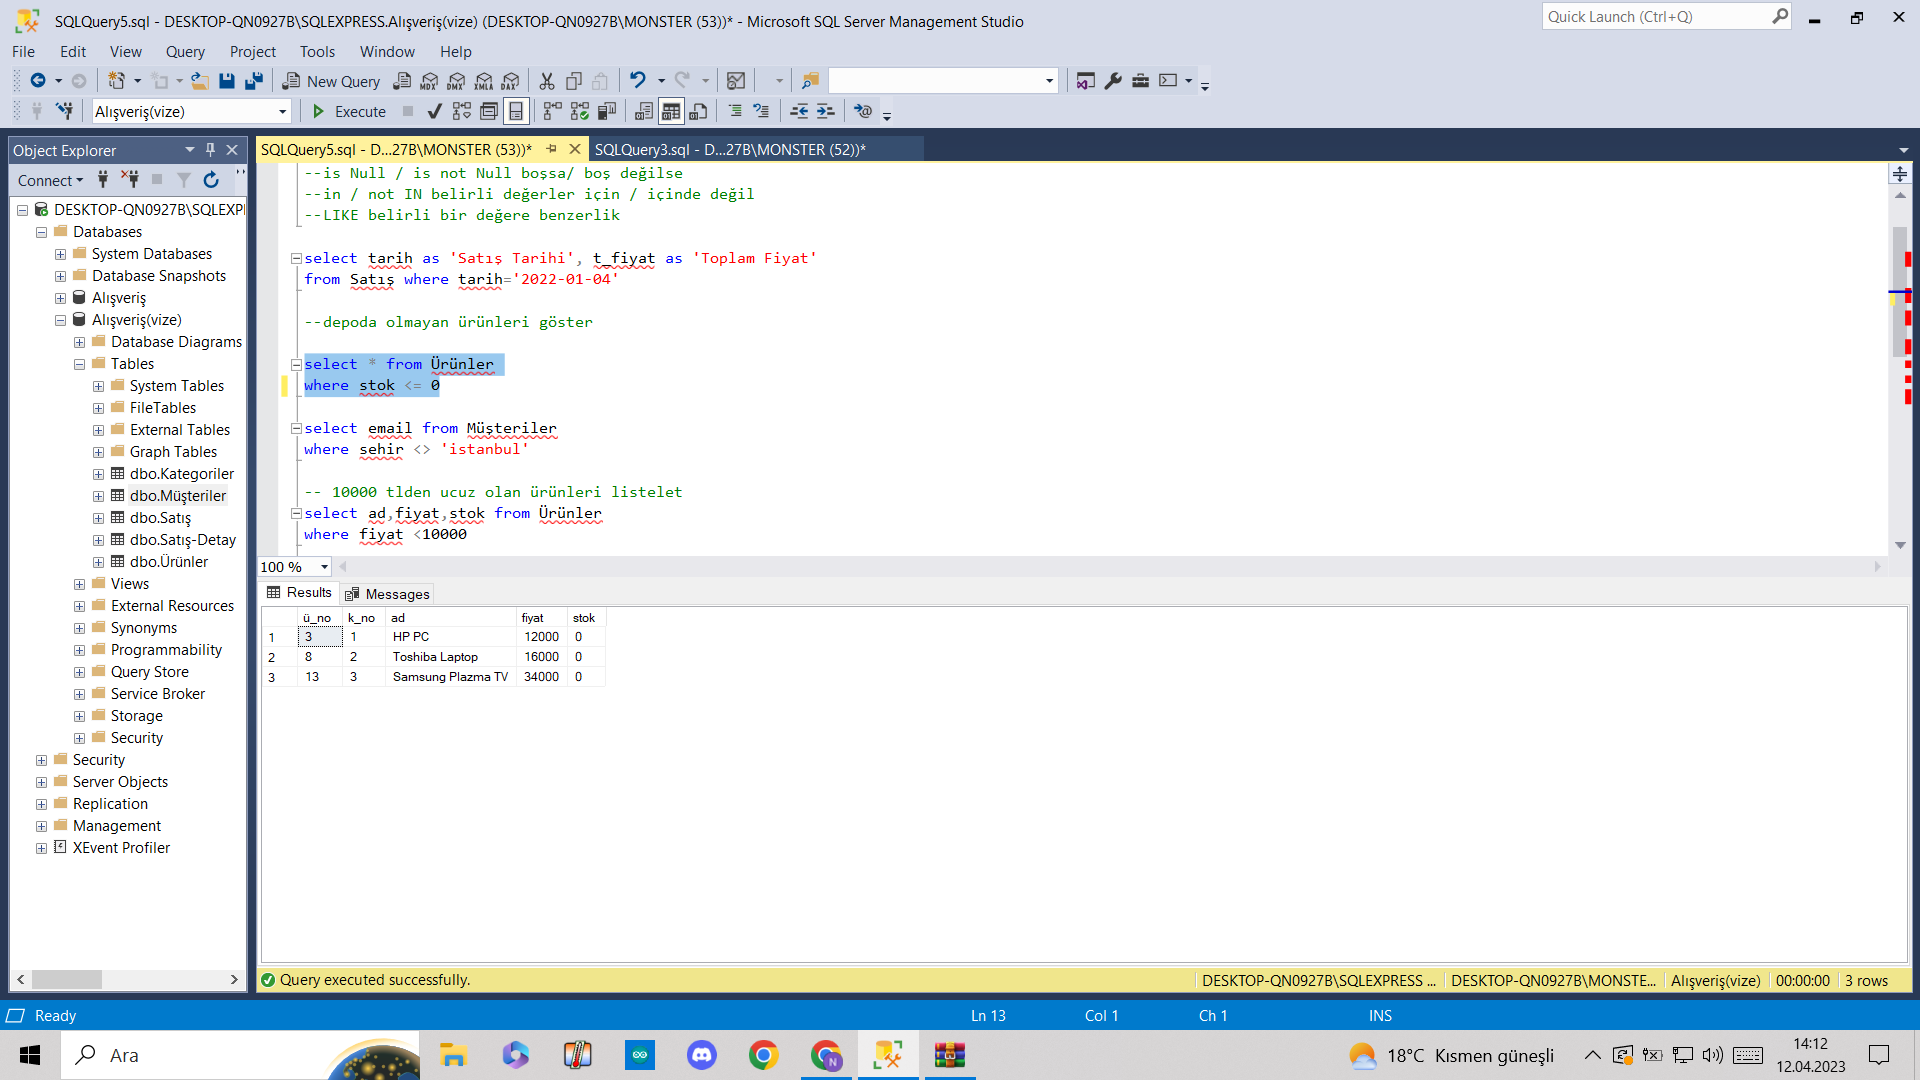 SQLQuery5.sql - DESKTOP-QN0927B\SQLEXPRESS.Alışveriş(vize) (DESKTOP-QN0927B\MONSTER (53))* - Microsoft SQL Server Management Studio
Quick Launch (Ctrl+Q)
File Edit View Query Project Tools Window Help
New Query
MDX DMX XMLA DAX
Alışveriş(vize)
Execute
Object Explorer
SQLQuery5.sql - D...27B\MONSTER (53))*
SQLQuery3.sql - D...27B\MONSTER (52))*
Connect
DESKTOP-QN0927B\SQLEXPI
Databases
System Databases
Database Snapshots
Alışveriş
Alışveriş(vize)
Database Diagrams
Tables
System Tables
FileTables
External Tables
Graph Tables
dbo.Kategoriler
dbo.Müşteriler
dbo.Satış
dbo.Satış-Detay
dbo.Ürünler
Views
External Resources
Synonyms
Programmability
Query Store
Service Broker
Storage
Security
Security
Server Objects
Replication
Management
XEvent Profiler
--is Null / is not Null boşsa/ boş değilse
--in / not IN belirli değerler için / içinde değil
--LIKE belirli bir değere benzerlik
select tarih as 'Satış Tarihi', t_fiyat as 'Toplam Fiyat'
from Satış where tarih='2022-01-04'
--depoda olmayan ürünleri göster
select * from Ürünler
where stok <= 0
select email from Müşteriler
where sehir <> 'istanbul'
-- 10000 tlden ucuz olan ürünleri listelet
select ad,fiyat,stok from Ürünler
where fiyat <10000
100 %
Results Messages
ü_no k_no ad fiyat stok
1 3 1 HP PC 12000 0
2 8 2 Toshiba Laptop 16000 0
3 13 3 Samsung Plazma TV 34000 0
Query executed successfully.
DESKTOP-QN0927B\SQLEXPRESS ... DESKTOP-QN0927B\MONSTE... Alışveriş(vize) 00:00:00 3 rows
Ready
Ln 13 Col 1 Ch 1 INS
Ara
N
18°C Kısmen güneşli
14:12
12.04.2023